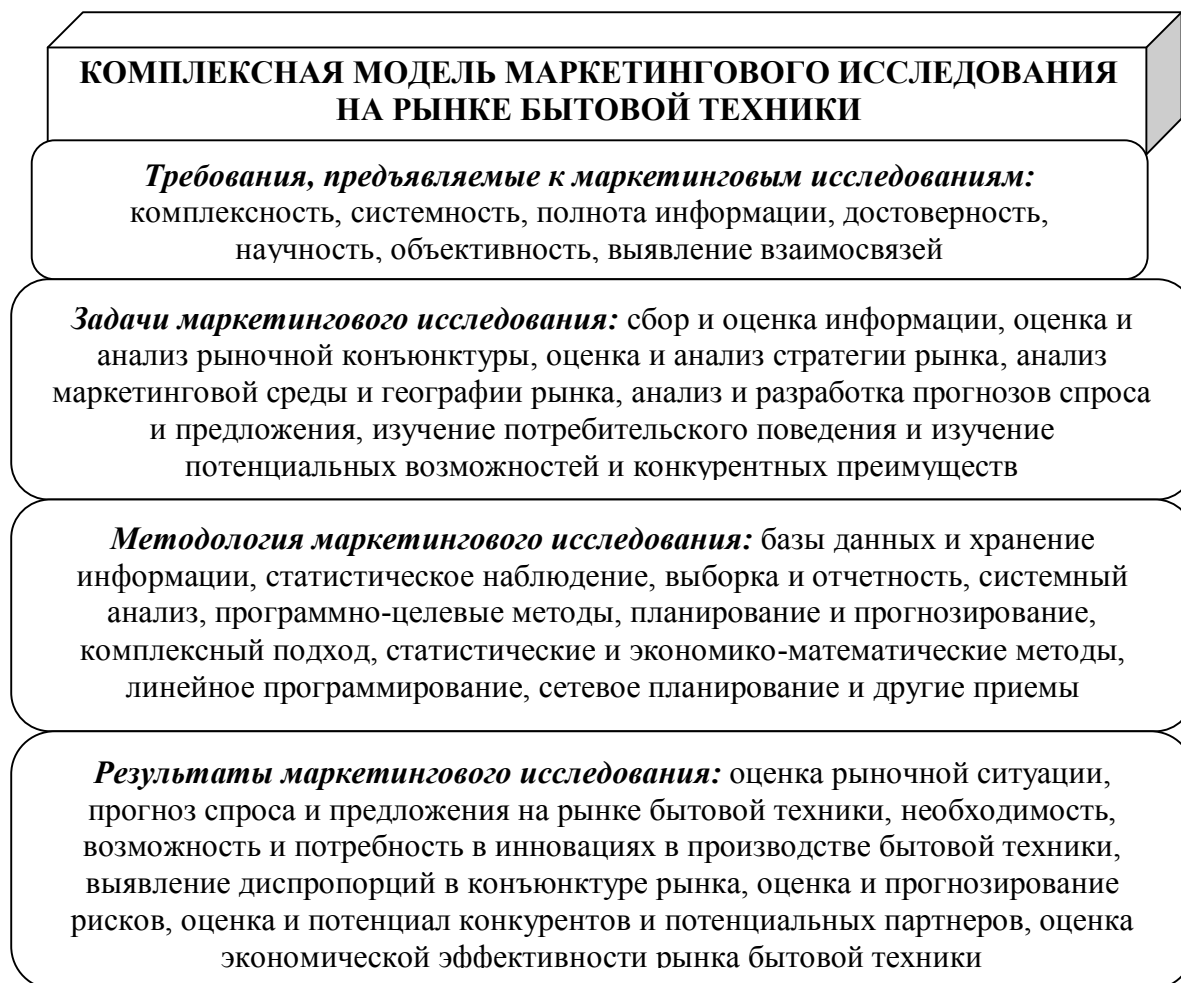 КОМПЛЕКСНАЯ МОДЕЛЬ МАРКЕТИНГОВОГО ИССЛЕДОВАНИЯ
НА РЫНКЕ БЫТОВОЙ ТЕХНИКИ
Требования, предъявляемые к маркетинговым исследованиям:
комплексность, системность, полнота информации, достоверность,
научность, объективность, выявление взаимосвязей
Задачи маркетингового исследования: сбор и оценка информации, оценка и
анализ рыночной конъюнктуры, оценка и анализ стратегии рынка, анализ
маркетинговой среды и географии рынка, анализ и разработка прогнозов спроса
и предложения, изучение потребительского поведения и изучение
потенциальных возможностей и конкурентных преимуществ
Методология маркетингового исследования: базы данных и хранение
информации, статистическое наблюдение, выборка и отчетность, системный
анализ, программно-целевые методы, планирование и прогнозирование,
комплексный подход, статистические и экономико-математические методы,
линейное программирование, сетевое планирование и другие приемы
Результаты маркетингового исследования: оценка рыночной ситуации,
прогноз спроса и предложения на рынке бытовой техники, необходимость,
возможность и потребность в инновациях в производстве бытовой техники,
выявление диспропорций в конъюнктуре рынка, оценка и прогнозирование
рисков, оценка и потенциал конкурентов и потенциальных партнеров, оценка
экономической эффективности рынка бытовой техники